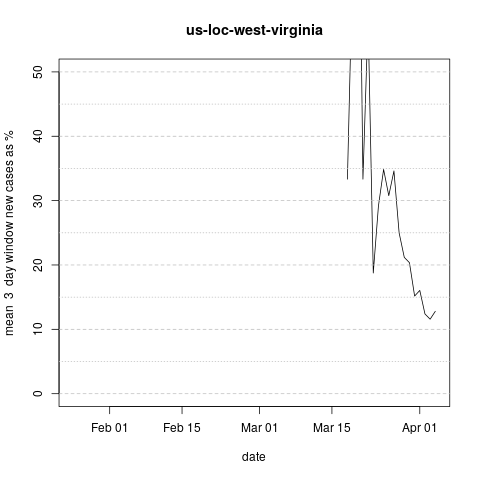 us-loc-west-virginia
mean 3 day window new cases as %
50
40
30
20
10
0
Feb 01 Feb 15 Mar 01 Mar 15 Apr 01
date